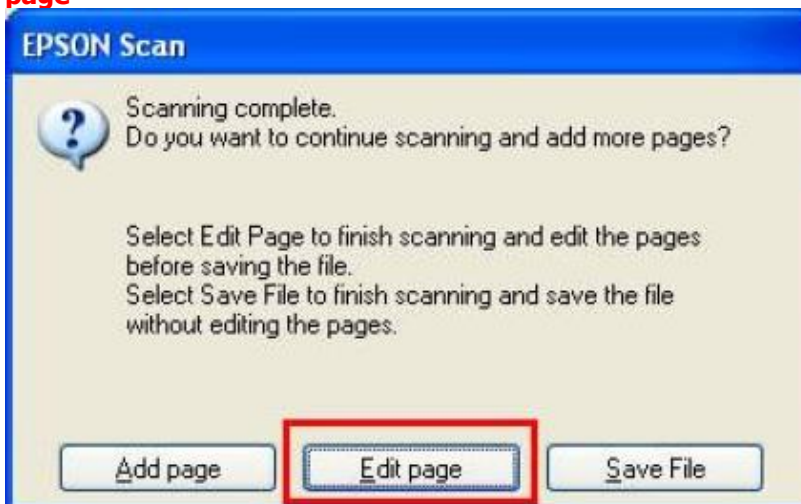 page
EPSON Scan
Scanning complete.
Do you want to continue scanning and add more pages?
Select Edit Page to finish scanning and edit the pages
before saving the file.
Select Save File to finish scanning and save the file
without editing the pages.
Add page Edit page Save File